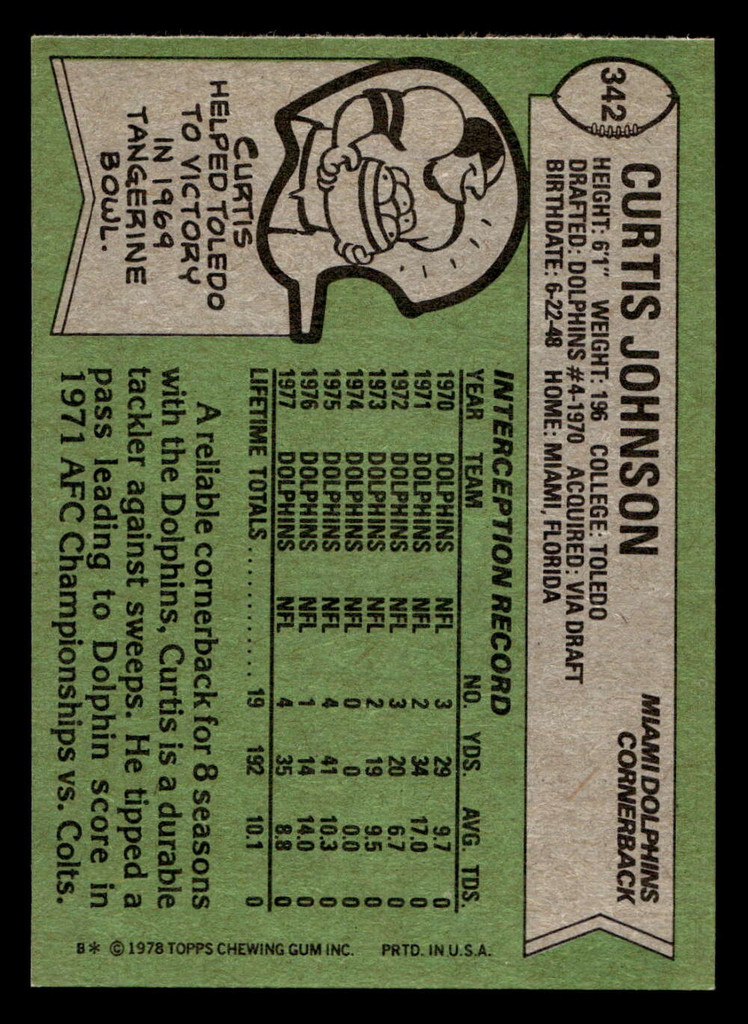 342
CURTIS JOHNSON
MIAMI DOLPHINS
CORNERBACK
HEIGHT: 6'1" WEIGHT: 196 COLLEGE: TOLEDO
DRAFTED: DOLPHINS #4-1970 ACQUIRED: VIA DRAFT
BIRTHDATE: 6-22-48 HOME: MIAMI, FLORIDA
CURTIS
HELPED TOLEDO
TO VICTORY
IN 1969
TANGERINE
BOWL.
INTERCEPTION RECORD
YEAR TEAM NO. YDS. AVG. TDS.
1970 DOLPHINS NFL 3 29 9.7 0
1971 DOLPHINS NFL 2 34 17.0 0
1972 DOLPHINS NFL 3 20 6.7 0
1973 DOLPHINS NFL 2 19 9.5 0
1974 DOLPHINS NFL 0 0 0.0 0
1975 DOLPHINS NFL 4 41 10.3 0
1976 DOLPHINS NFL 1 14 14.0 0
1977 DOLPHINS NFL 4 35 8.8 0
LIFETIME TOTALS ............ 19 192 10.1 0
A reliable cornerback for 8 seasons
with the Dolphins, Curtis is a durable
tackler against sweeps. He tipped a
pass leading to Dolphin score in
1971 AFC Championships vs. Colts.
B* © 1978 TOPPS CHEWING GUM INC. PRTD. IN U.S.A.